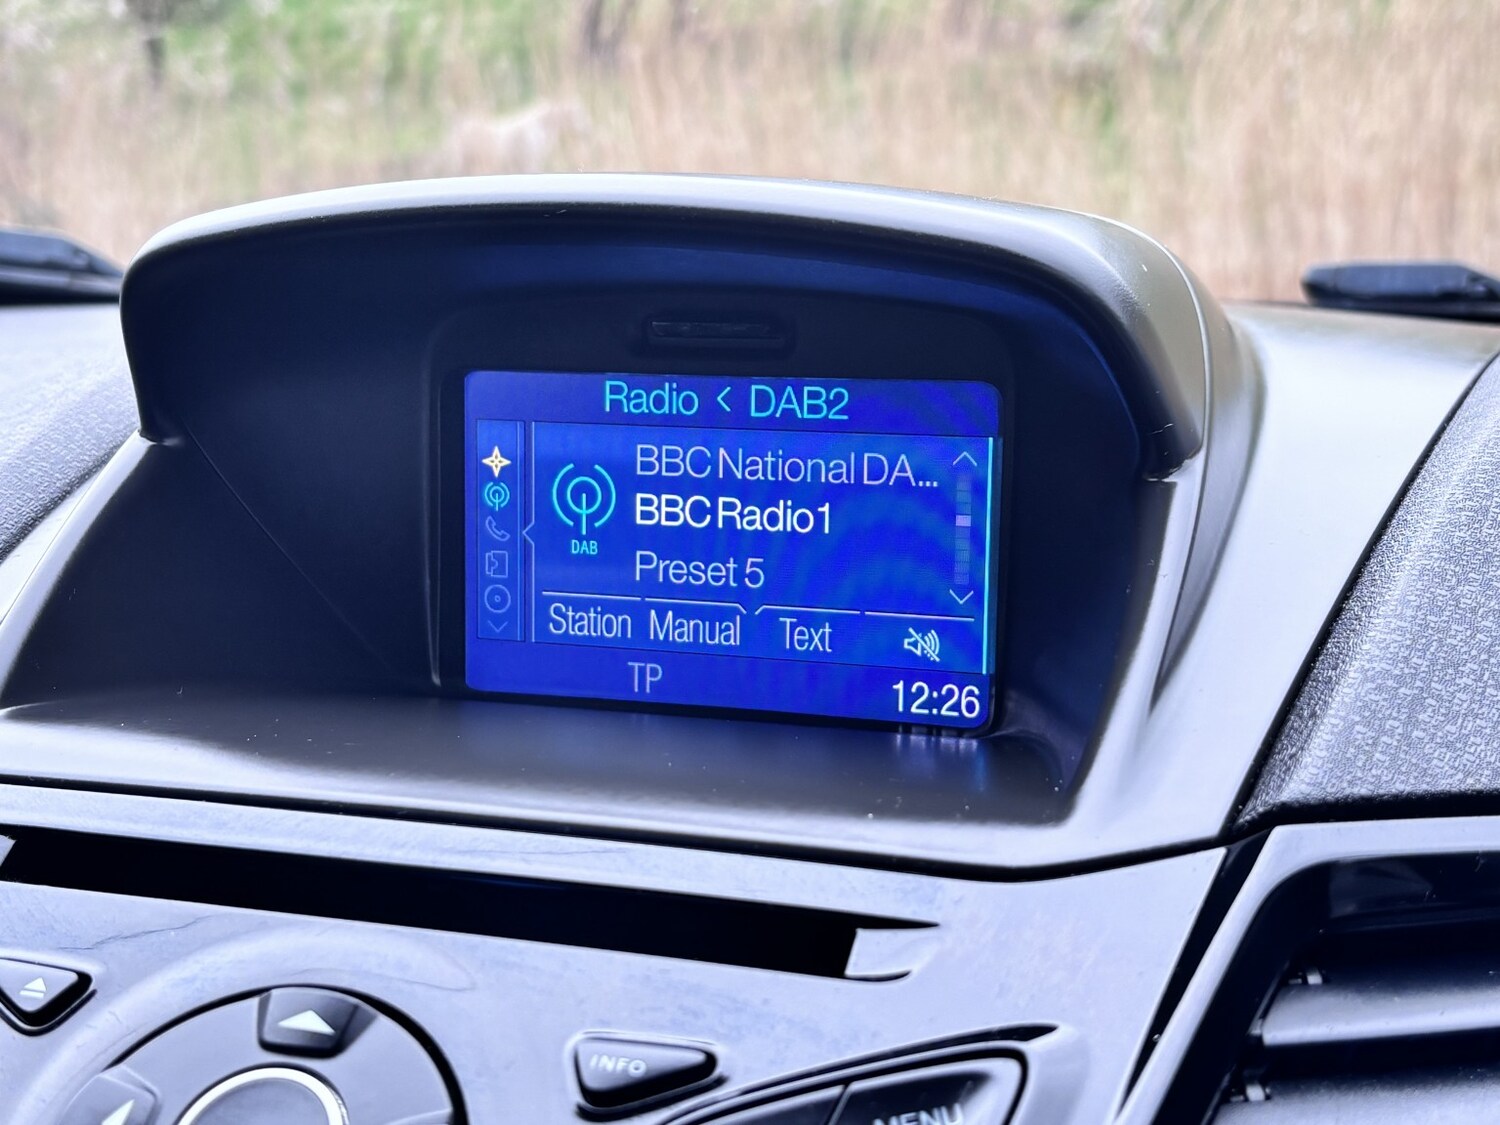 Radio < DAB2
BBC National DA...
BBC Radio1
DAB
Preset 5
Station Manual Text
TP
12:26
INFO
MENU